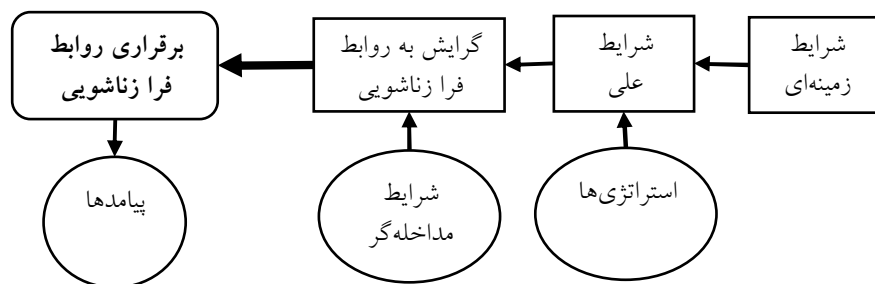 شرایط
زمینه‌ای
شرایط
علی
گرایش به روابط
فرا زناشویی
برقراری روابط
فرا زناشویی
استراتژی‌ها
شرایط
مداخله‌گر
پیامدها